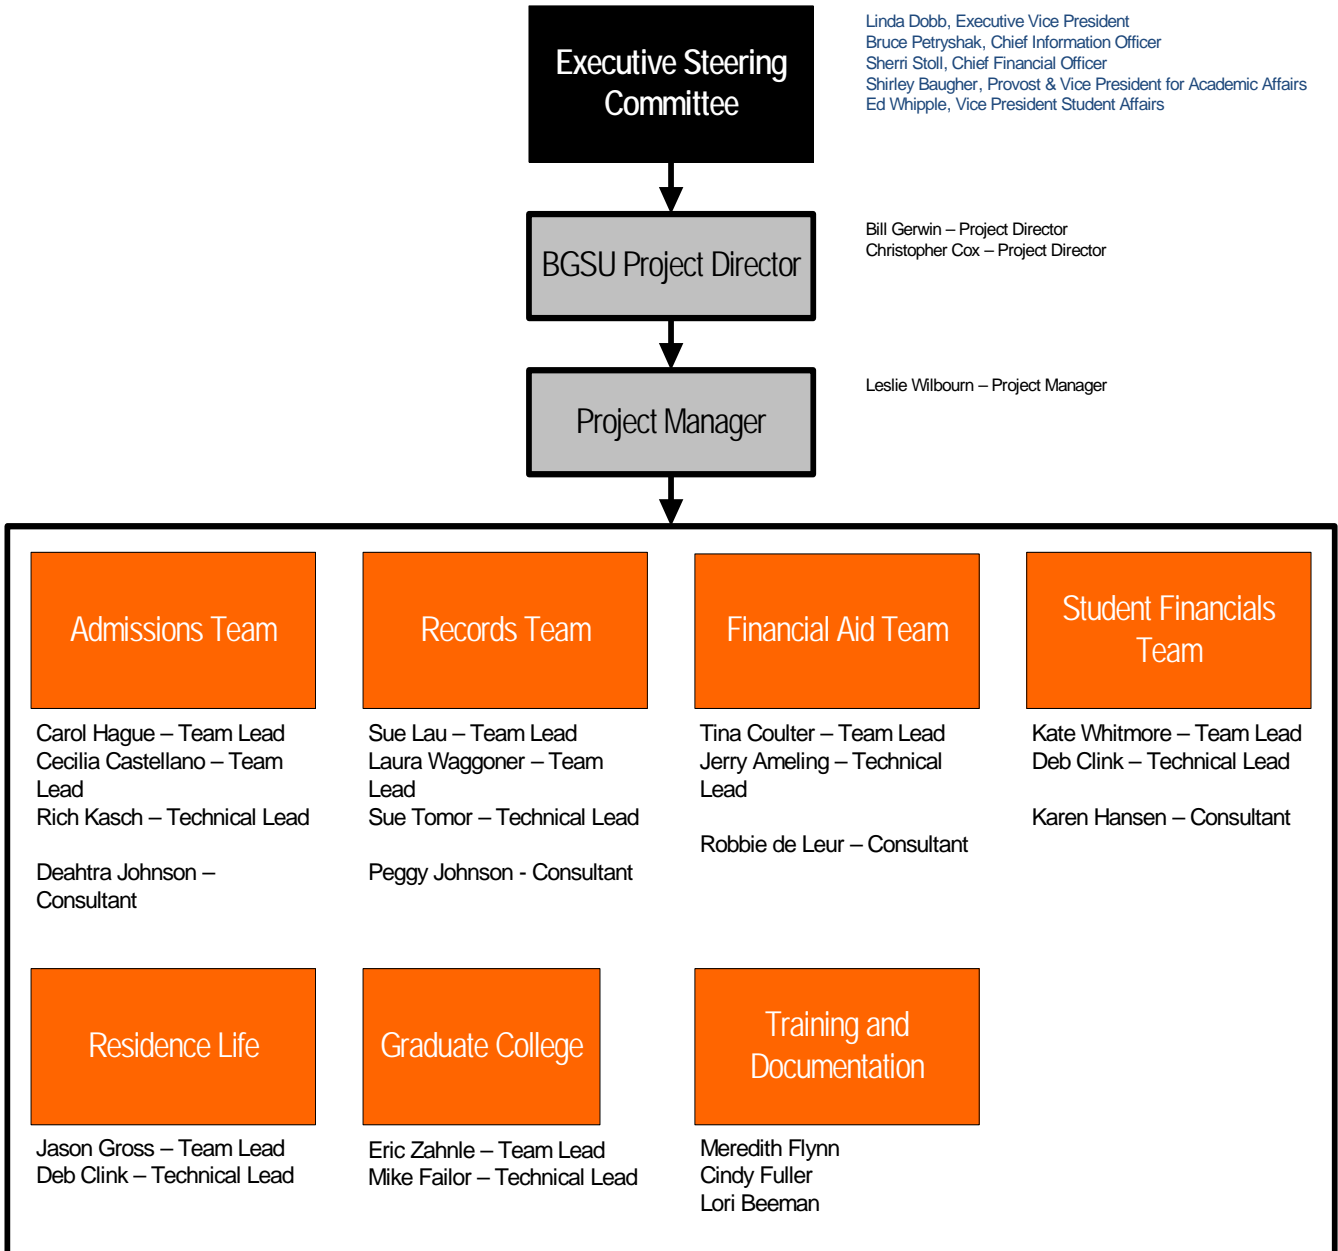 Executive Steering
Committee
Linda Dobb, Executive Vice President
Bruce Petryshak, Chief Information Officer
Sherri Stoll, Chief Financial Officer
Shirley Baugher, Provost & Vice President for Academic Affairs
Ed Whipple, Vice President Student Affairs
BGSU Project Director
Bill Gerwin – Project Director
Christopher Cox – Project Director
Project Manager
Leslie Wilbourn – Project Manager
Admissions Team
Carol Hague – Team Lead
Cecilia Castellano – Team
Lead
Rich Kasch – Technical Lead
Deahtra Johnson –
Consultant
Records Team
Sue Lau – Team Lead
Laura Waggoner – Team
Lead
Sue Tomor – Technical Lead
Peggy Johnson - Consultant
Financial Aid Team
Tina Coulter – Team Lead
Jerry Ameling – Technical
Lead
Robbie de Leur – Consultant
Student Financials
Team
Kate Whitmore – Team Lead
Deb Clink – Technical Lead
Karen Hansen – Consultant
Residence Life
Jason Gross – Team Lead
Deb Clink – Technical Lead
Graduate College
Eric Zahnle – Team Lead
Mike Failor – Technical Lead
Training and
Documentation
Meredith Flynn
Cindy Fuller
Lori Beeman